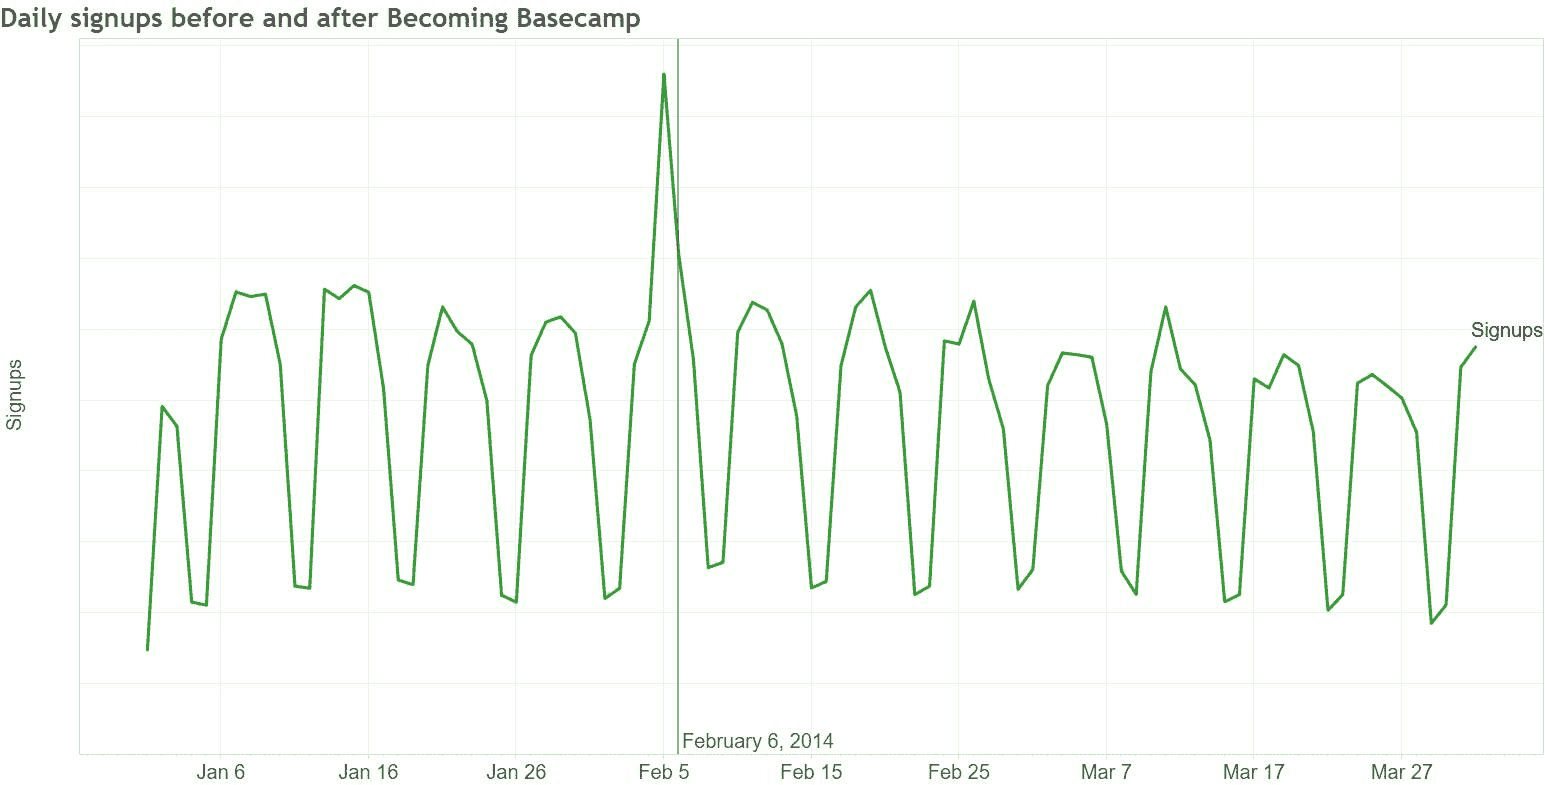 Daily signups before and after Becoming Basecamp
Signups
Signups
February 6, 2014
Jan 6
Jan 16
Jan 26
Feb 5
Feb 15
Feb 25
Mar 7
Mar 17
Mar 27